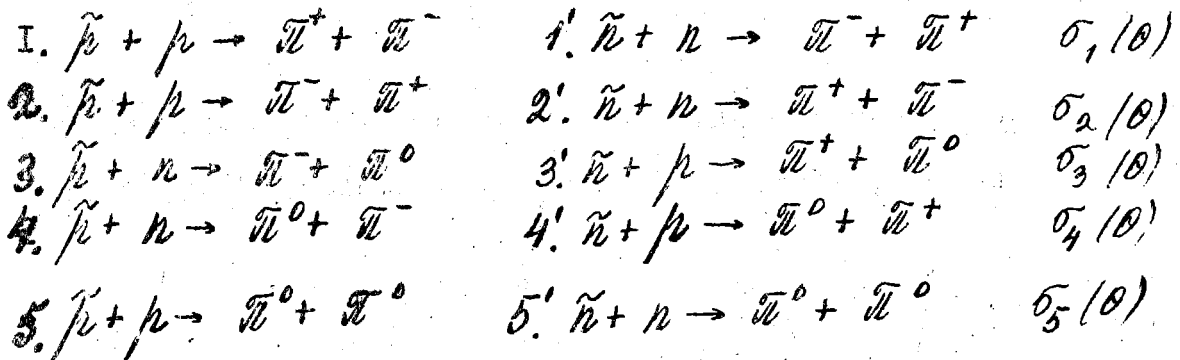 I. p̃ + p → π⁺ + π⁻ 1'. ñ + n → π⁻ + π⁺ σ₁(θ)
2. p̃ + p → π⁻ + π⁺ 2'. ñ + n → π⁺ + π⁻ σ₂(θ)
3. p̃ + n → π⁻ + π⁰ 3'. ñ + p → π⁺ + π⁰ σ₃(θ)
4. p̃ + n → π⁰ + π⁻ 4'. ñ + p → π⁰ + π⁺ σ₄(θ)
5. p̃ + p → π⁰ + π⁰ 5'. ñ + n → π⁰ + π⁰ σ₅(θ)